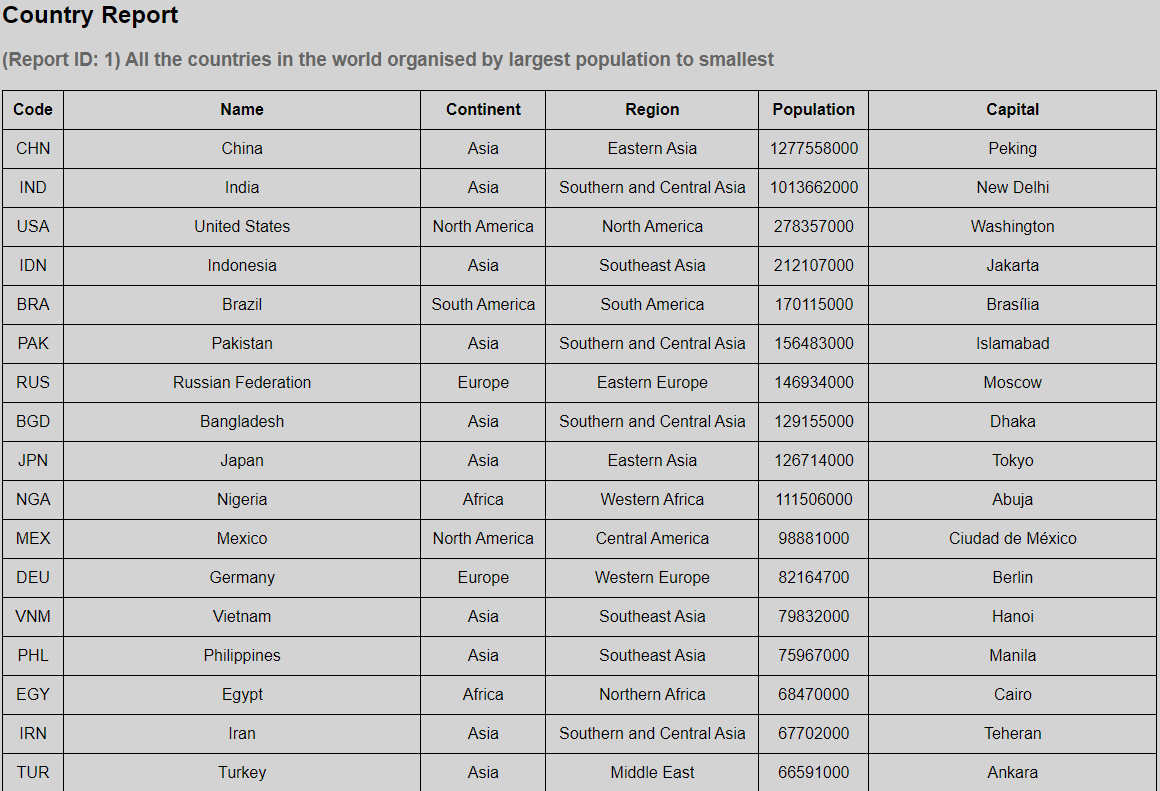 Country Report
(Report ID: 1) All the countries in the world organised by largest population to smallest
Code Name Continent Region Population Capital
CHN China Asia Eastern Asia 1277558000 Peking
IND India Asia Southern and Central Asia 1013662000 New Delhi
USA United States North America North America 278357000 Washington
IDN Indonesia Asia Southeast Asia 212107000 Jakarta
BRA Brazil South America South America 170115000 Brasília
PAK Pakistan Asia Southern and Central Asia 156483000 Islamabad
RUS Russian Federation Europe Eastern Europe 146934000 Moscow
BGD Bangladesh Asia Southern and Central Asia 129155000 Dhaka
JPN Japan Asia Eastern Asia 126714000 Tokyo
NGA Nigeria Africa Western Africa 111506000 Abuja
MEX Mexico North America Central America 98881000 Ciudad de México
DEU Germany Europe Western Europe 82164700 Berlin
VNM Vietnam Asia Southeast Asia 79832000 Hanoi
PHL Philippines Asia Southeast Asia 75967000 Manila
EGY Egypt Africa Northern Africa 68470000 Cairo
IRN Iran Asia Southern and Central Asia 67702000 Teheran
TUR Turkey Asia Middle East 66591000 Ankara